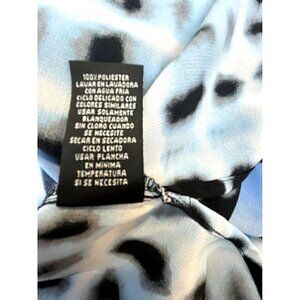 100% POLIESTER
LAVAR EN LAVADORA
CON AGUA FRIA
CICLO DELICADO CON
COLORES SIMILARES
USAR SOLAMENTE
BLANQUEADOR
SIN CLORO CUANDO
SE NECESITE
SECAR EN SECADORA
CICLO LENTO
USAR PLANCHA
EN MÍNIMA
TEMPERATURA
SI SE NECESITA